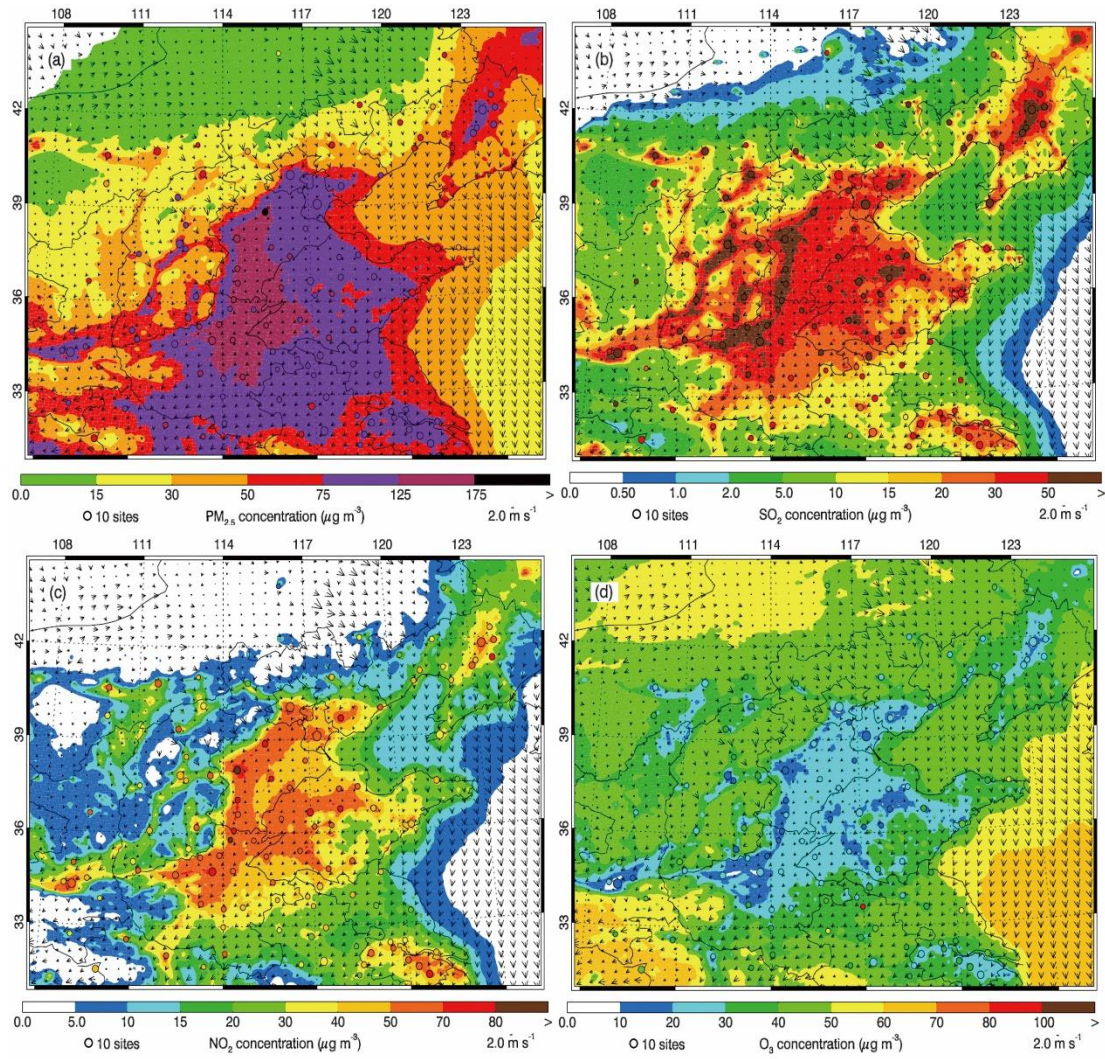 108 111 114 117 120 123
108 111 114 117 120 123
(a)
(b)
42
39
36
33
42
39
36
33
0.0 15 30 50 75 125 175 >
O 10 sites PM2.5 concentration (μg m-3) 2.0 m s-1
0.0 0.50 1.0 2.0 5.0 10 15 20 30 50 >
O 10 sites SO2 concentration (μg m-3) 2.0 m s-1
108 111 114 117 120 123
108 111 114 117 120 123
(c)
(d)
42
39
36
33
42
39
36
33
0.0 5.0 10 15 20 30 40 50 70 80 >
O 10 sites NO2 concentration (μg m-3) 2.0 m s-1
0.0 10 20 30 40 60 70 80 100 >
O 10 sites O3 concentration (μg m-3) 2.0 m s-1